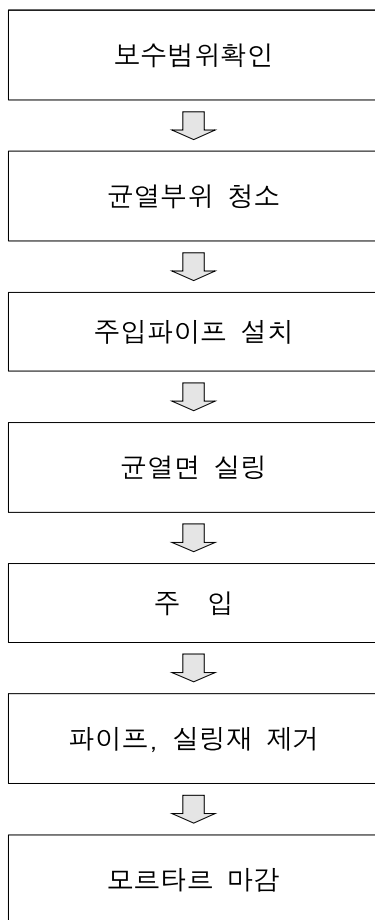 보수범위확인
균열부위 청소
주입파이프 설치
균열면 실링
주 입
파이프, 실링재 제거
모르타르 마감